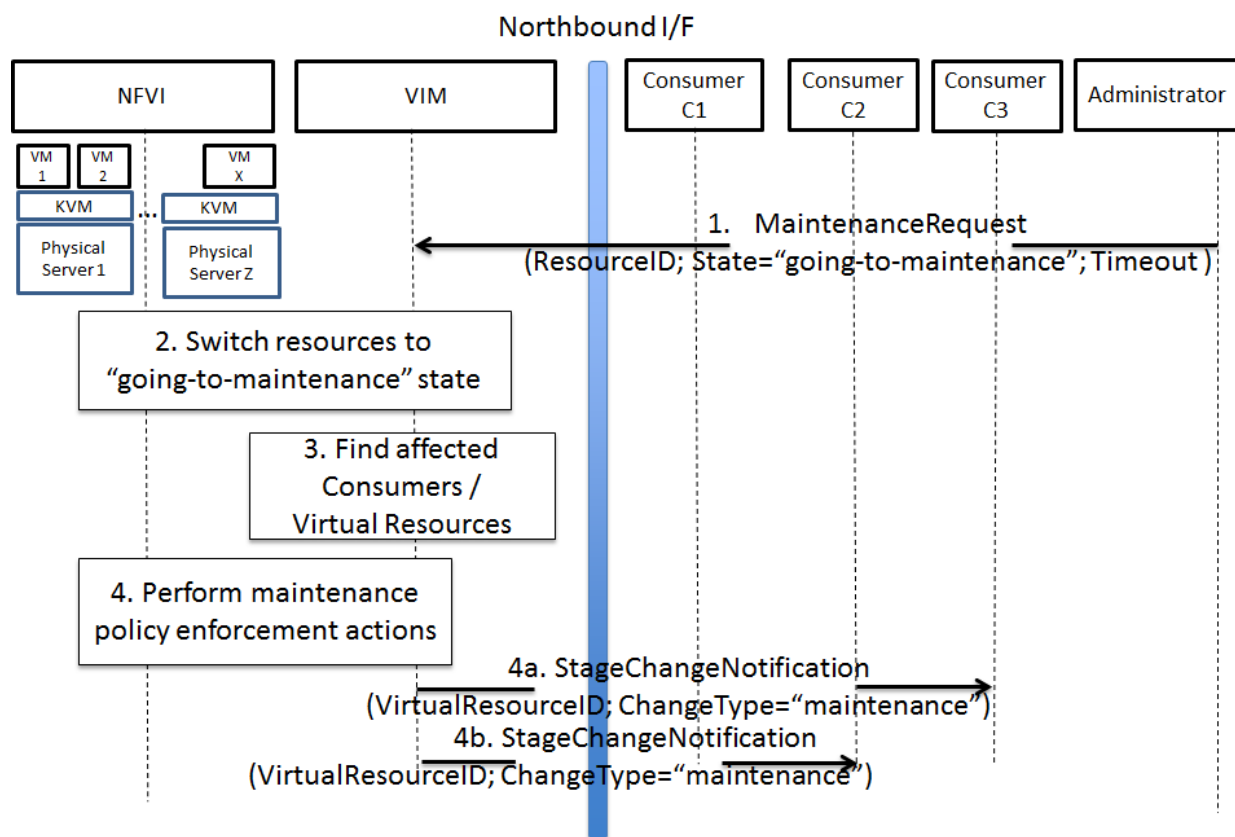 Northbound I/F
NFVI
VIM
Consumer
C1
Consumer
C2
Consumer
C3
Administrator
VM
1
VM
2
VM
X
KVM
...
KVM
Physical
Server 1
Physical
Server Z
1. MaintenanceRequest
(ResourceID; State=“going-to-maintenance”; Timeout )
2. Switch resources to
“going-to-maintenance” state
3. Find affected
Consumers /
Virtual Resources
4. Perform maintenance
policy enforcement actions
4a. StageChangeNotification
(VirtualResourceID; ChangeType=“maintenance”)
4b. StageChangeNotification
(VirtualResourceID; ChangeType=“maintenance”)